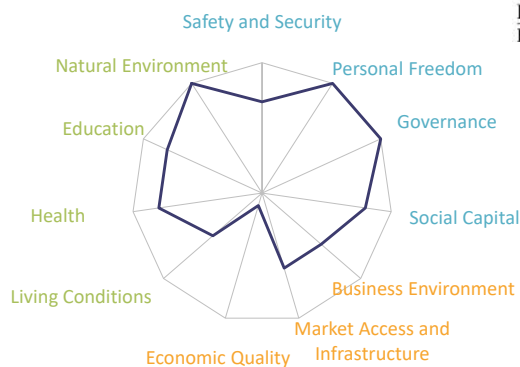 Safety and Security
Natural Environment
Personal Freedom
Education
Governance
Health
Social Capital
Living Conditions
Business Environment
Market Access and
Infrastructure
Economic Quality